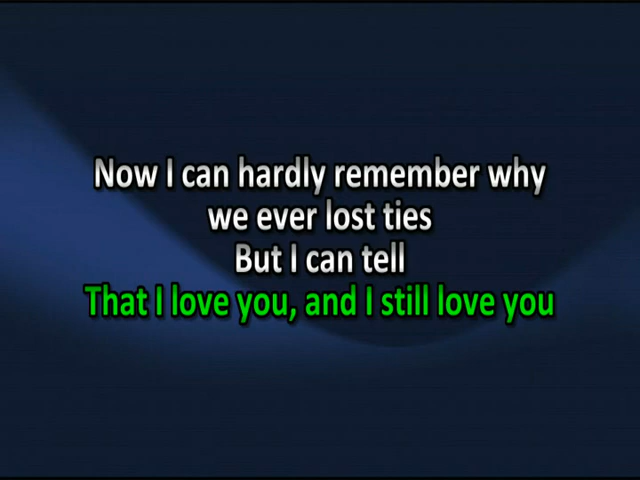 Now I can hardly remember why
we ever lost ties
But I can tell
That I love you, and I still love you